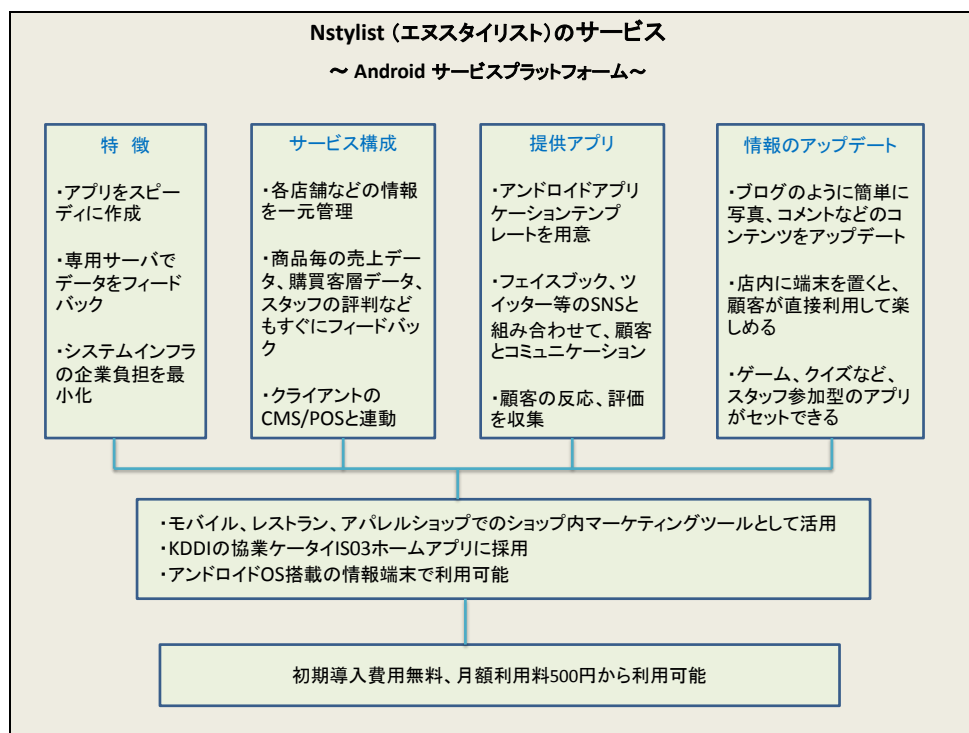 Nstylist（エヌスタイリスト）のサービス
～ Android サービスプラットフォーム～
特　徴
・アプリをスピー
ディに作成
・専用サーバで
データをフィード
バック
・システムインフラ
の企業負担を最
小化
サービス構成
・各店舗などの情報
を一元管理
・商品毎の売上デー
タ、購買客層データ、
スタッフの評判など
もすぐにフィードバッ
ク
・クライアントの
CMS/POSと連動
提供アプリ
・アンドロイドアプリ
ケーションテンプ
レートを用意
・フェイスブック、ツ
イッター等のSNSと
組み合わせて、顧客
とコミュニケーション
・顧客の反応、評価
を収集
情報のアップデート
・ブログのように簡単に
写真、コメントなどのコ
ンテンツをアップデート
・店内に端末を置くと、
顧客が直接利用して楽
しめる
・ゲーム、クイズなど、
スタッフ参加型のアプリ
がセットできる
・モバイル、レストラン、アパレルショップでのショップ内マーケティングツールとして活用
・KDDIの協業ケータイIS03ホームアプリに採用
・アンドロイドOS搭載の情報端末で利用可能
初期導入費用無料、月額利用料500円から利用可能